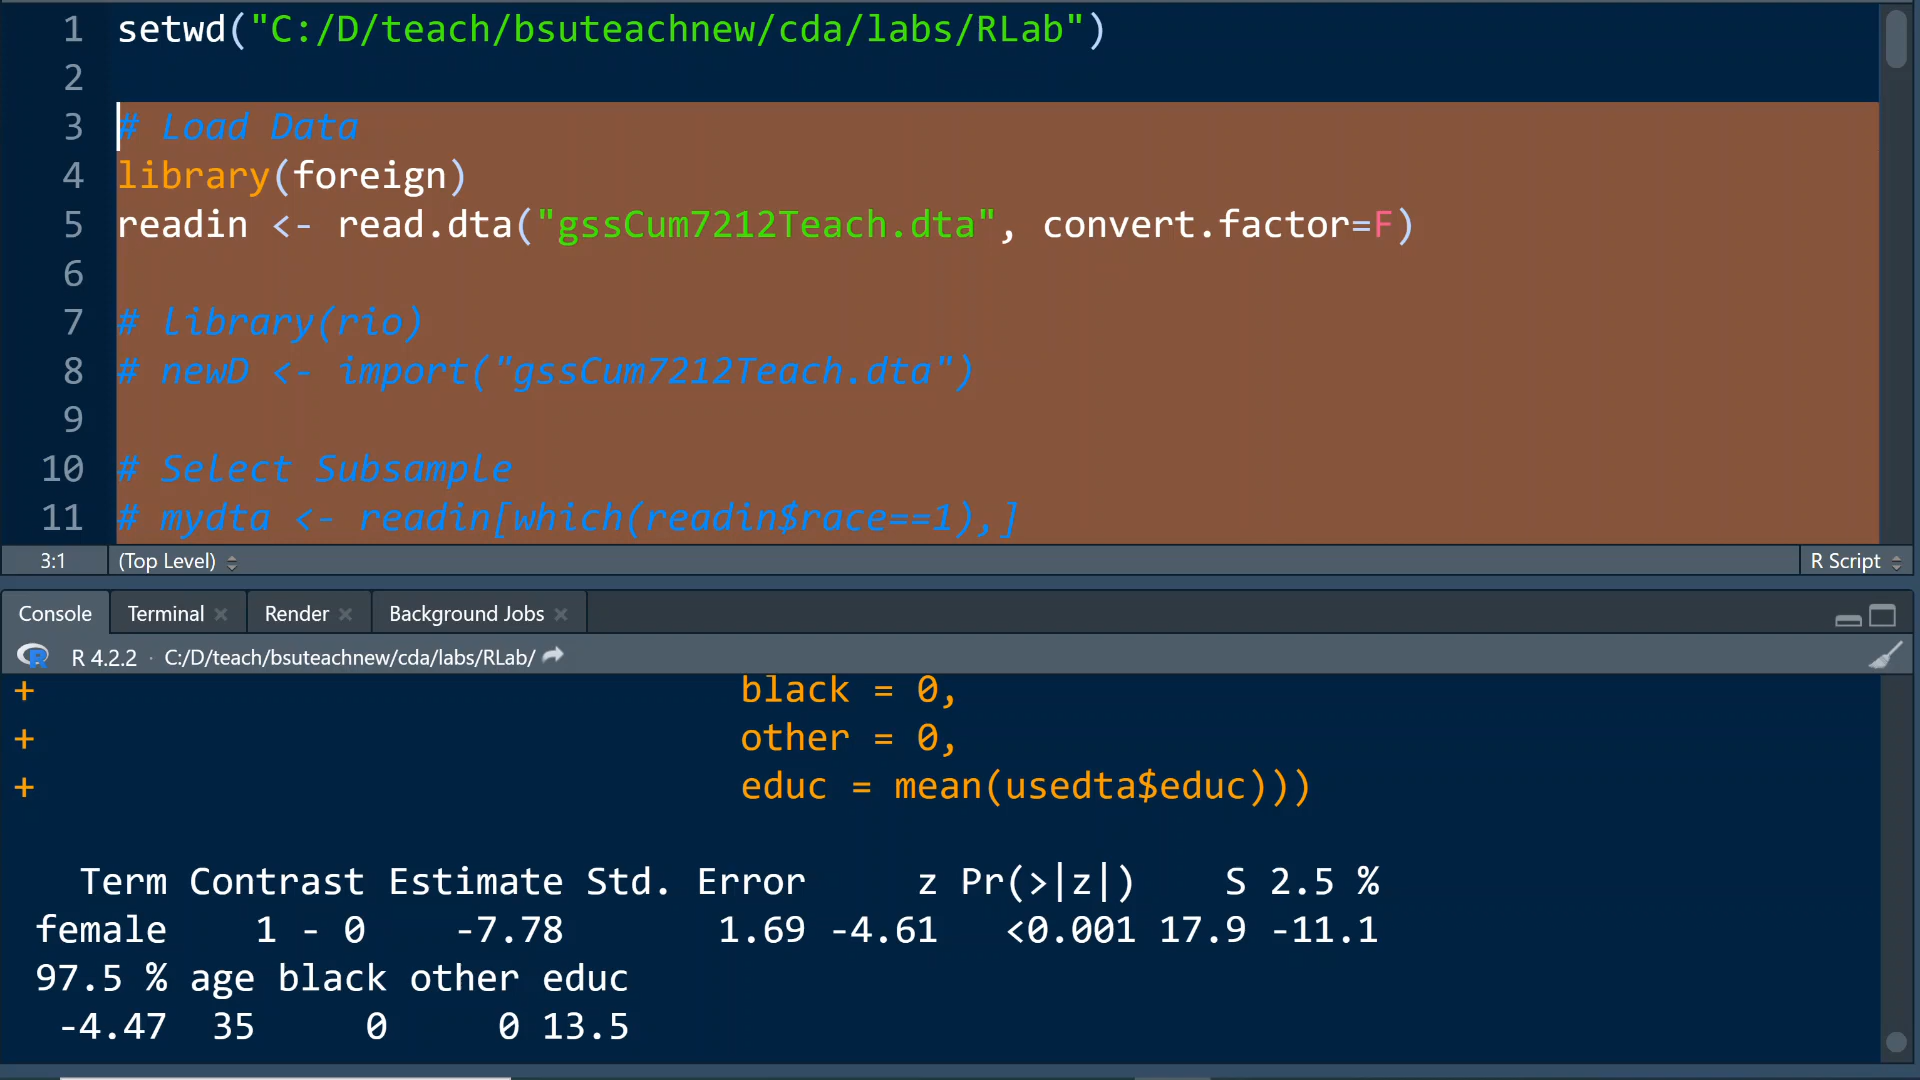 1 setwd("C:/D/teach/bsuteachnew/cda/labs/RLab")
2
3 # Load Data
4 library(foreign)
5 readin <- read.dta("gssCum7212Teach.dta", convert.factor=F)
6
7 # library(rio)
8 # newD <- import("gssCum7212Teach.dta")
9
10 # Select Subsample
11 # mydta <- readin[which(readin$race==1),]
3:1 (Top Level) R Script
Console Terminal Render Background Jobs
R R 4.2.2 · C:/D/teach/bsuteachnew/cda/labs/RLab/
+ black = 0,
+ other = 0,
+ educ = mean(usedta$educ)))
Term Contrast Estimate Std. Error z Pr(>|z|) S 2.5 %
female 1 - 0 -7.78 1.69 -4.61 <0.001 17.9 -11.1
97.5 % age black other educ
-4.47 35 0 0 13.5